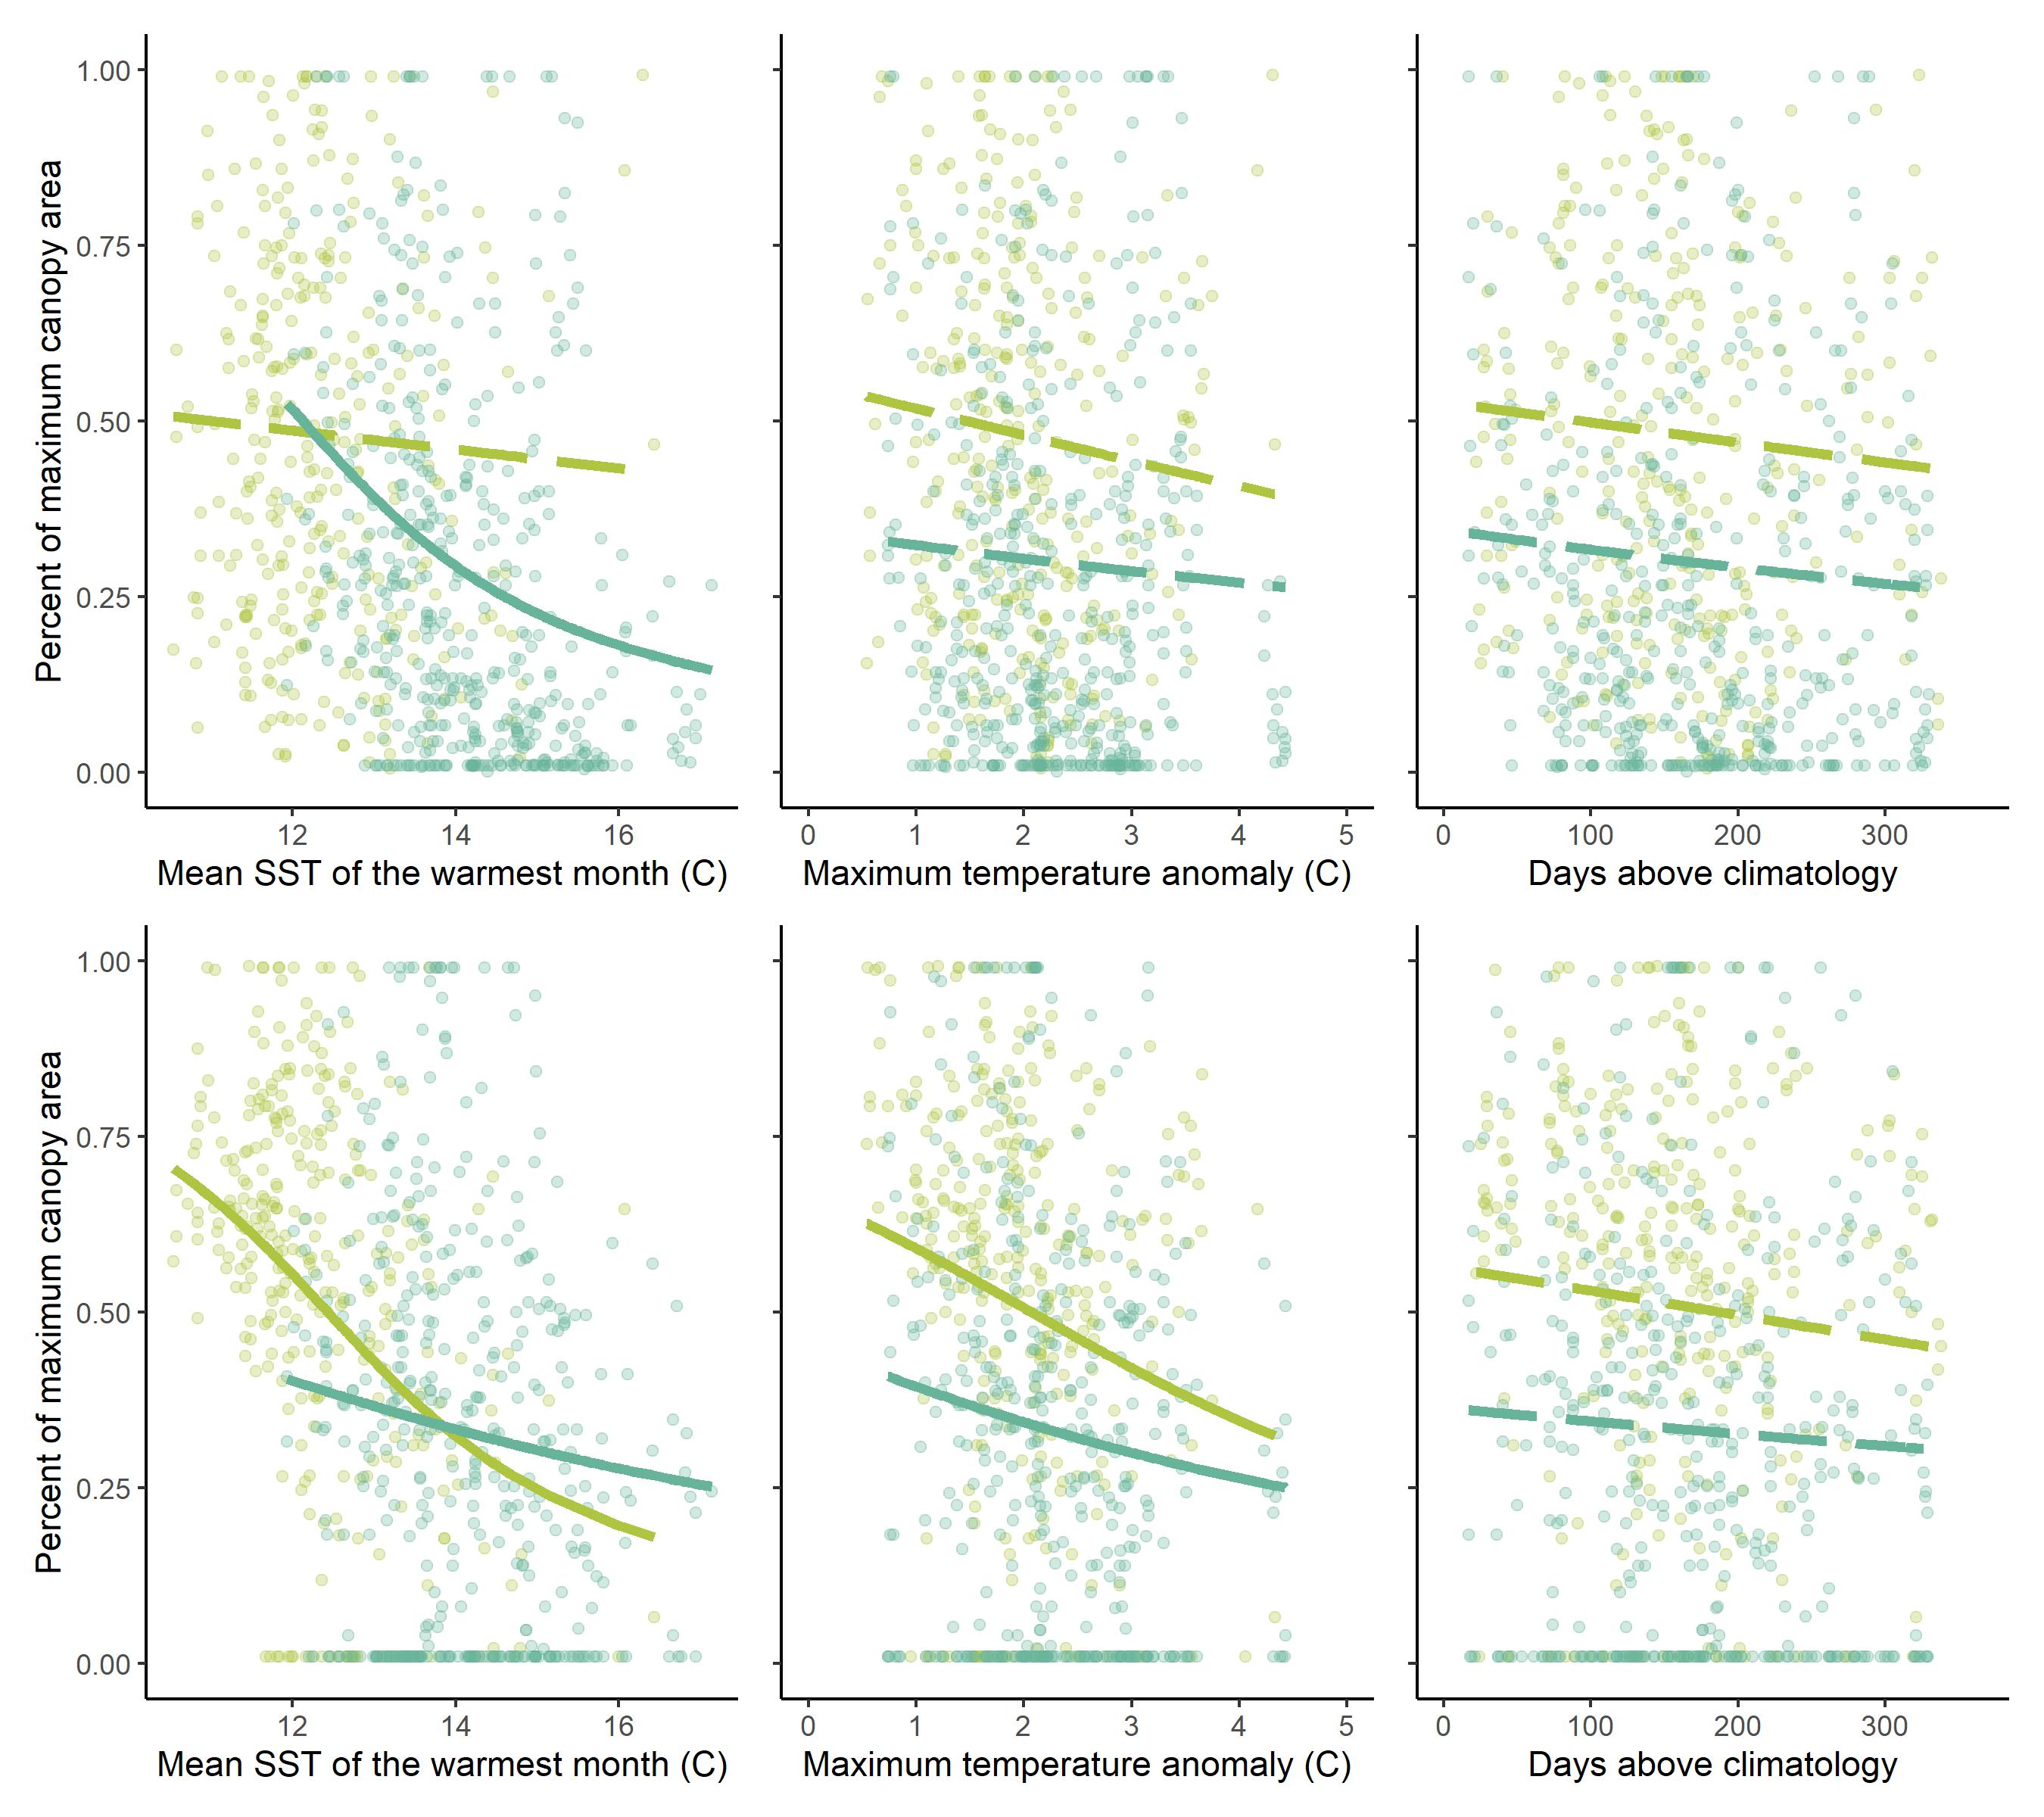 Percent of maximum canopy area
1.00
0.75
0.50
0.25
0.00
12 14 16
Mean SST of the warmest month (C)
0 1 2 3 4 5
Maximum temperature anomaly (C)
0 100 200 300
Days above climatology
Percent of maximum canopy area
1.00
0.75
0.50
0.25
0.00
12 14 16
Mean SST of the warmest month (C)
0 1 2 3 4 5
Maximum temperature anomaly (C)
0 100 200 300
Days above climatology